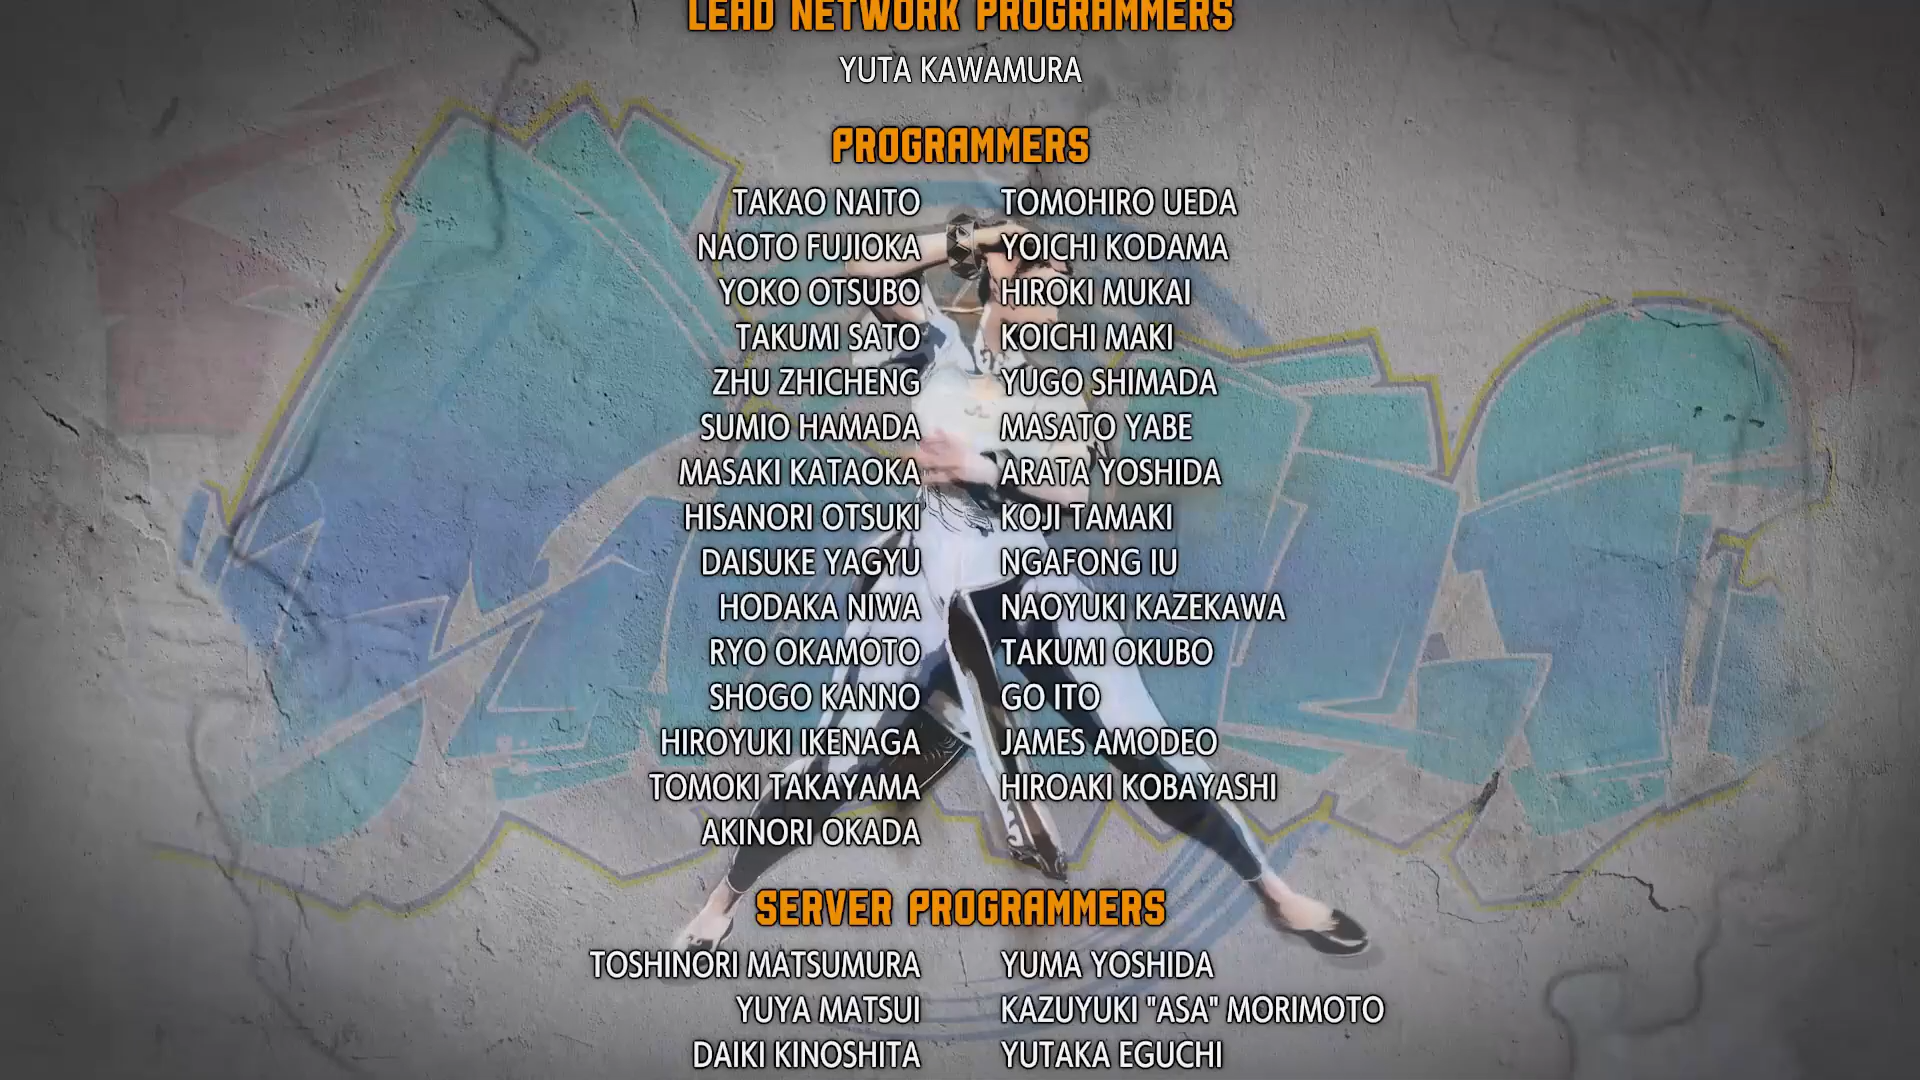 LEAD NETWORK PROGRAMMERS
YUTA KAWAMURA
PROGRAMMERS
TAKAO NAITO TOMOHIRO UEDA
NAOTO FUJIOKA YOICHI KODAMA
YOKO OTSUBO HIROKI MUKAI
TAKUMI SATO KOICHI MAKI
ZHU ZHICHENG YUGO SHIMADA
SUMIO HAMADA MASATO YABE
MASAKI KATAOKA ARATA YOSHIDA
HISANORI OTSUKI KOJI TAMAKI
DAISUKE YAGYU NGAFONG IU
HODAKA NIWA NAOYUKI KAZEKAWA
RYO OKAMOTO TAKUMI OKUBO
SHOGO KANNO GO ITO
HIROYUKI IKENAGA JAMES AMODEO
TOMOKI TAKAYAMA HIROAKI KOBAYASHI
AKINORI OKADA
SERVER PROGRAMMERS
TOSHINORI MATSUMURA YUMA YOSHIDA
YUYA MATSUI KAZUYUKI "ASA" MORIMOTO
DAIKI KINOSHITA YUTAKA EGUCHI